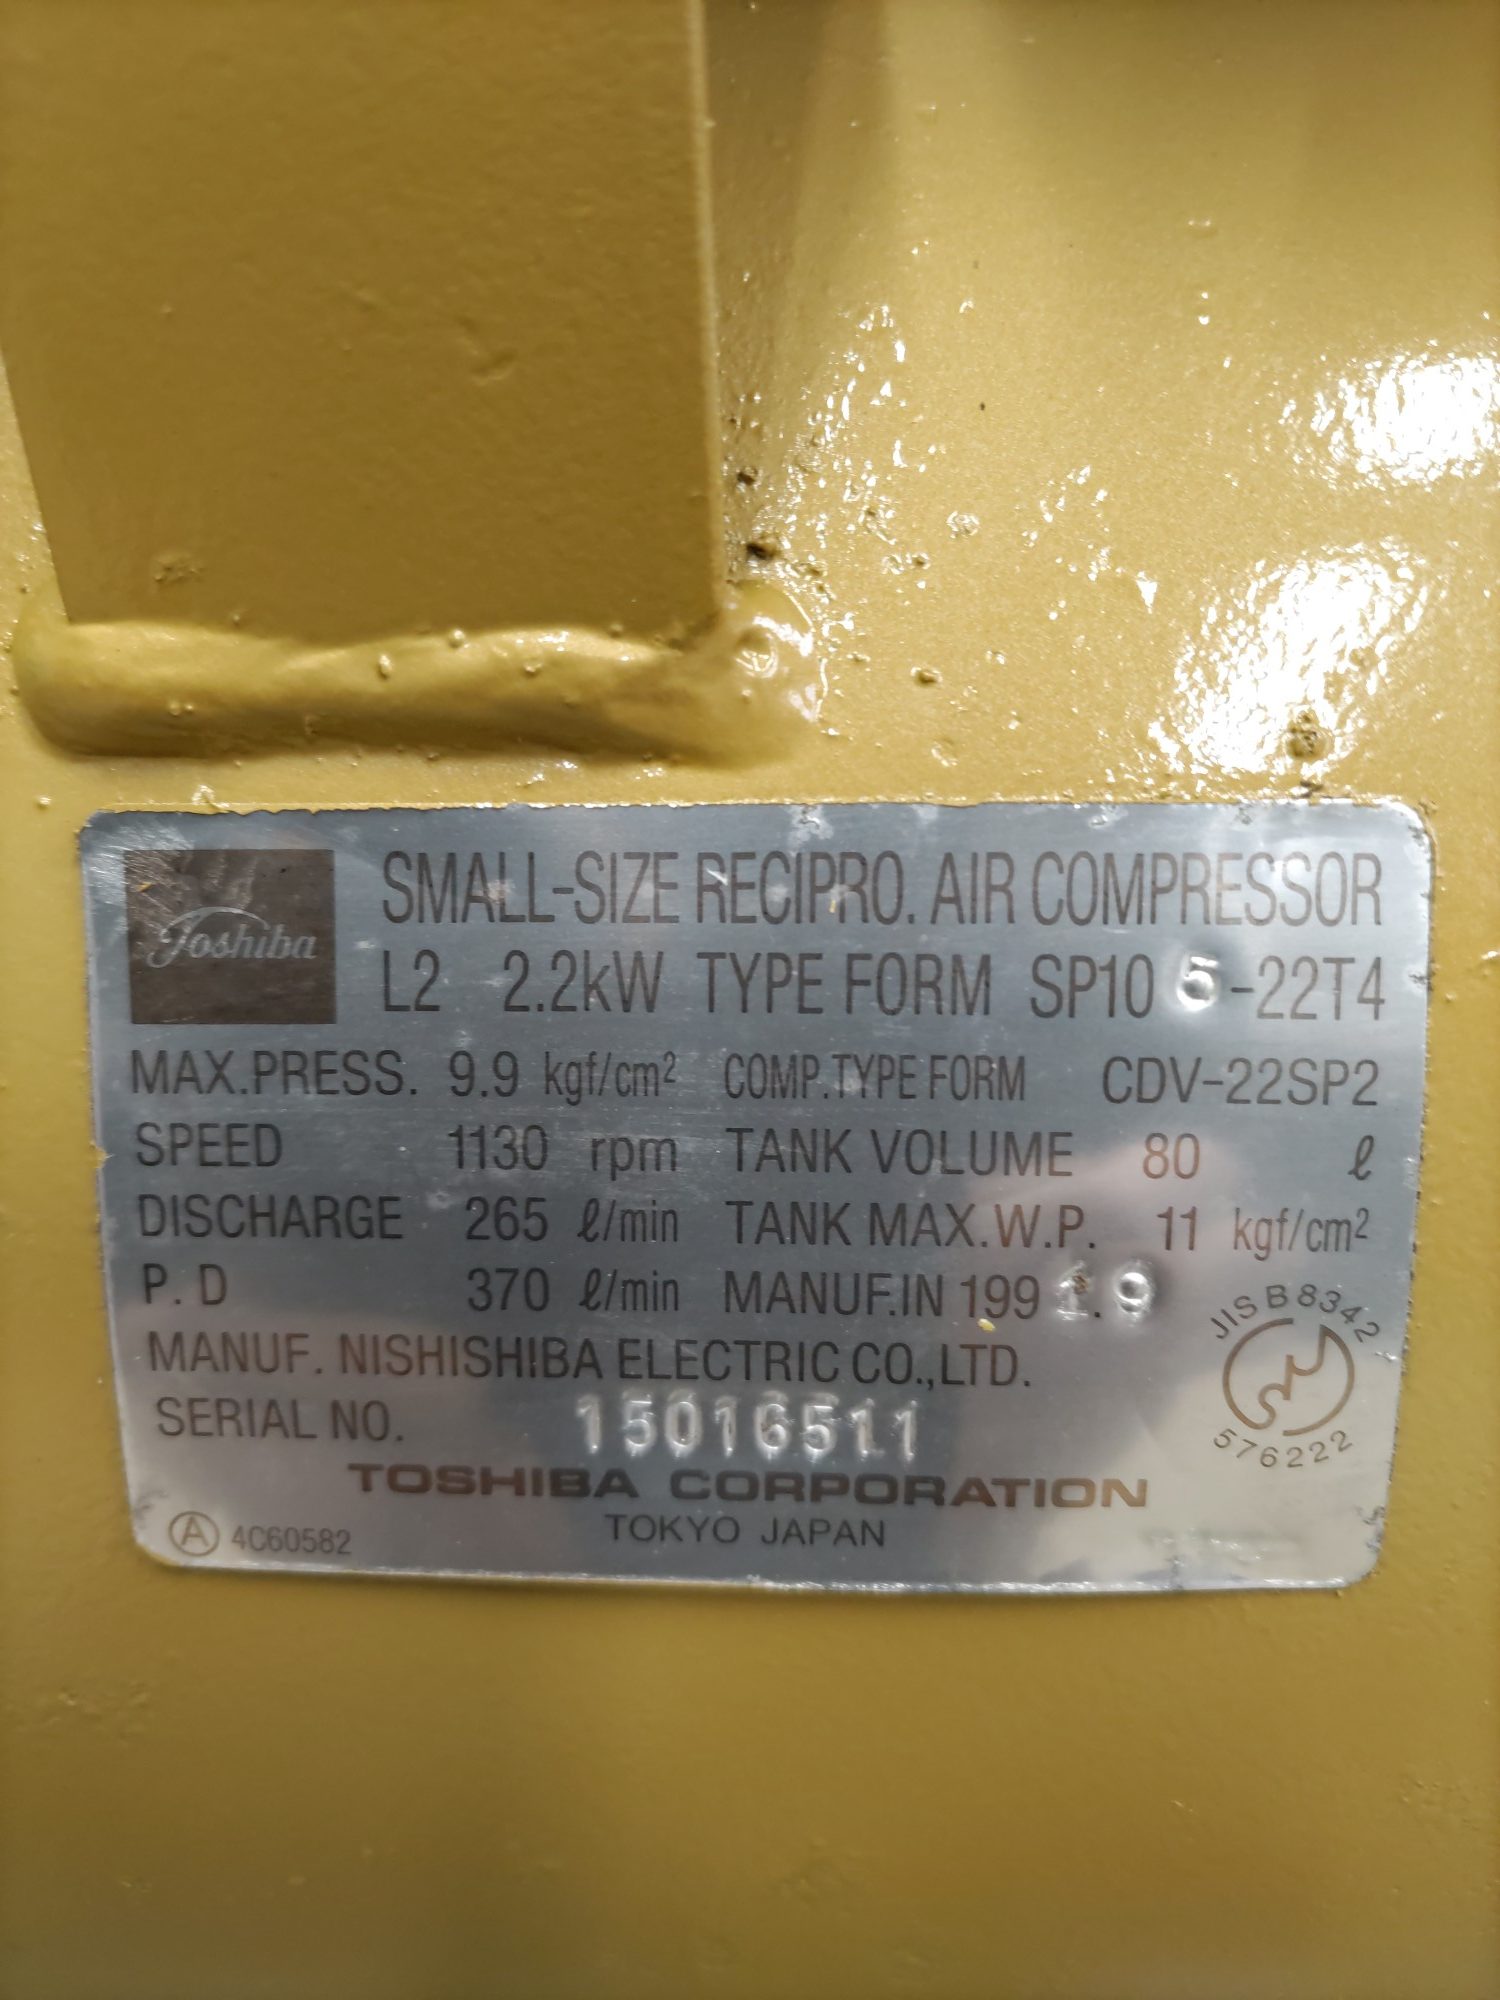 Toshiba
SMALL-SIZE RECIPRO. AIR COMPRESSOR
L2 2.2kW TYPE FORM SP10 5-22T4
MAX.PRESS. 9.9 kgf/cm² COMP.TYPE FORM CDV-22SP2
SPEED 1130 rpm TANK VOLUME 80 ℓ
DISCHARGE 265 ℓ/min TANK MAX.W.P. 11 kgf/cm²
P.D 370 ℓ/min MANUF.IN 1991.9
MANUF. NISHISHIBA ELECTRIC CO.,LTD.
JIS B 8342
576222
SERIAL NO. 15016511
TOSHIBA CORPORATION
TOKYO JAPAN
Ⓐ 4C60582